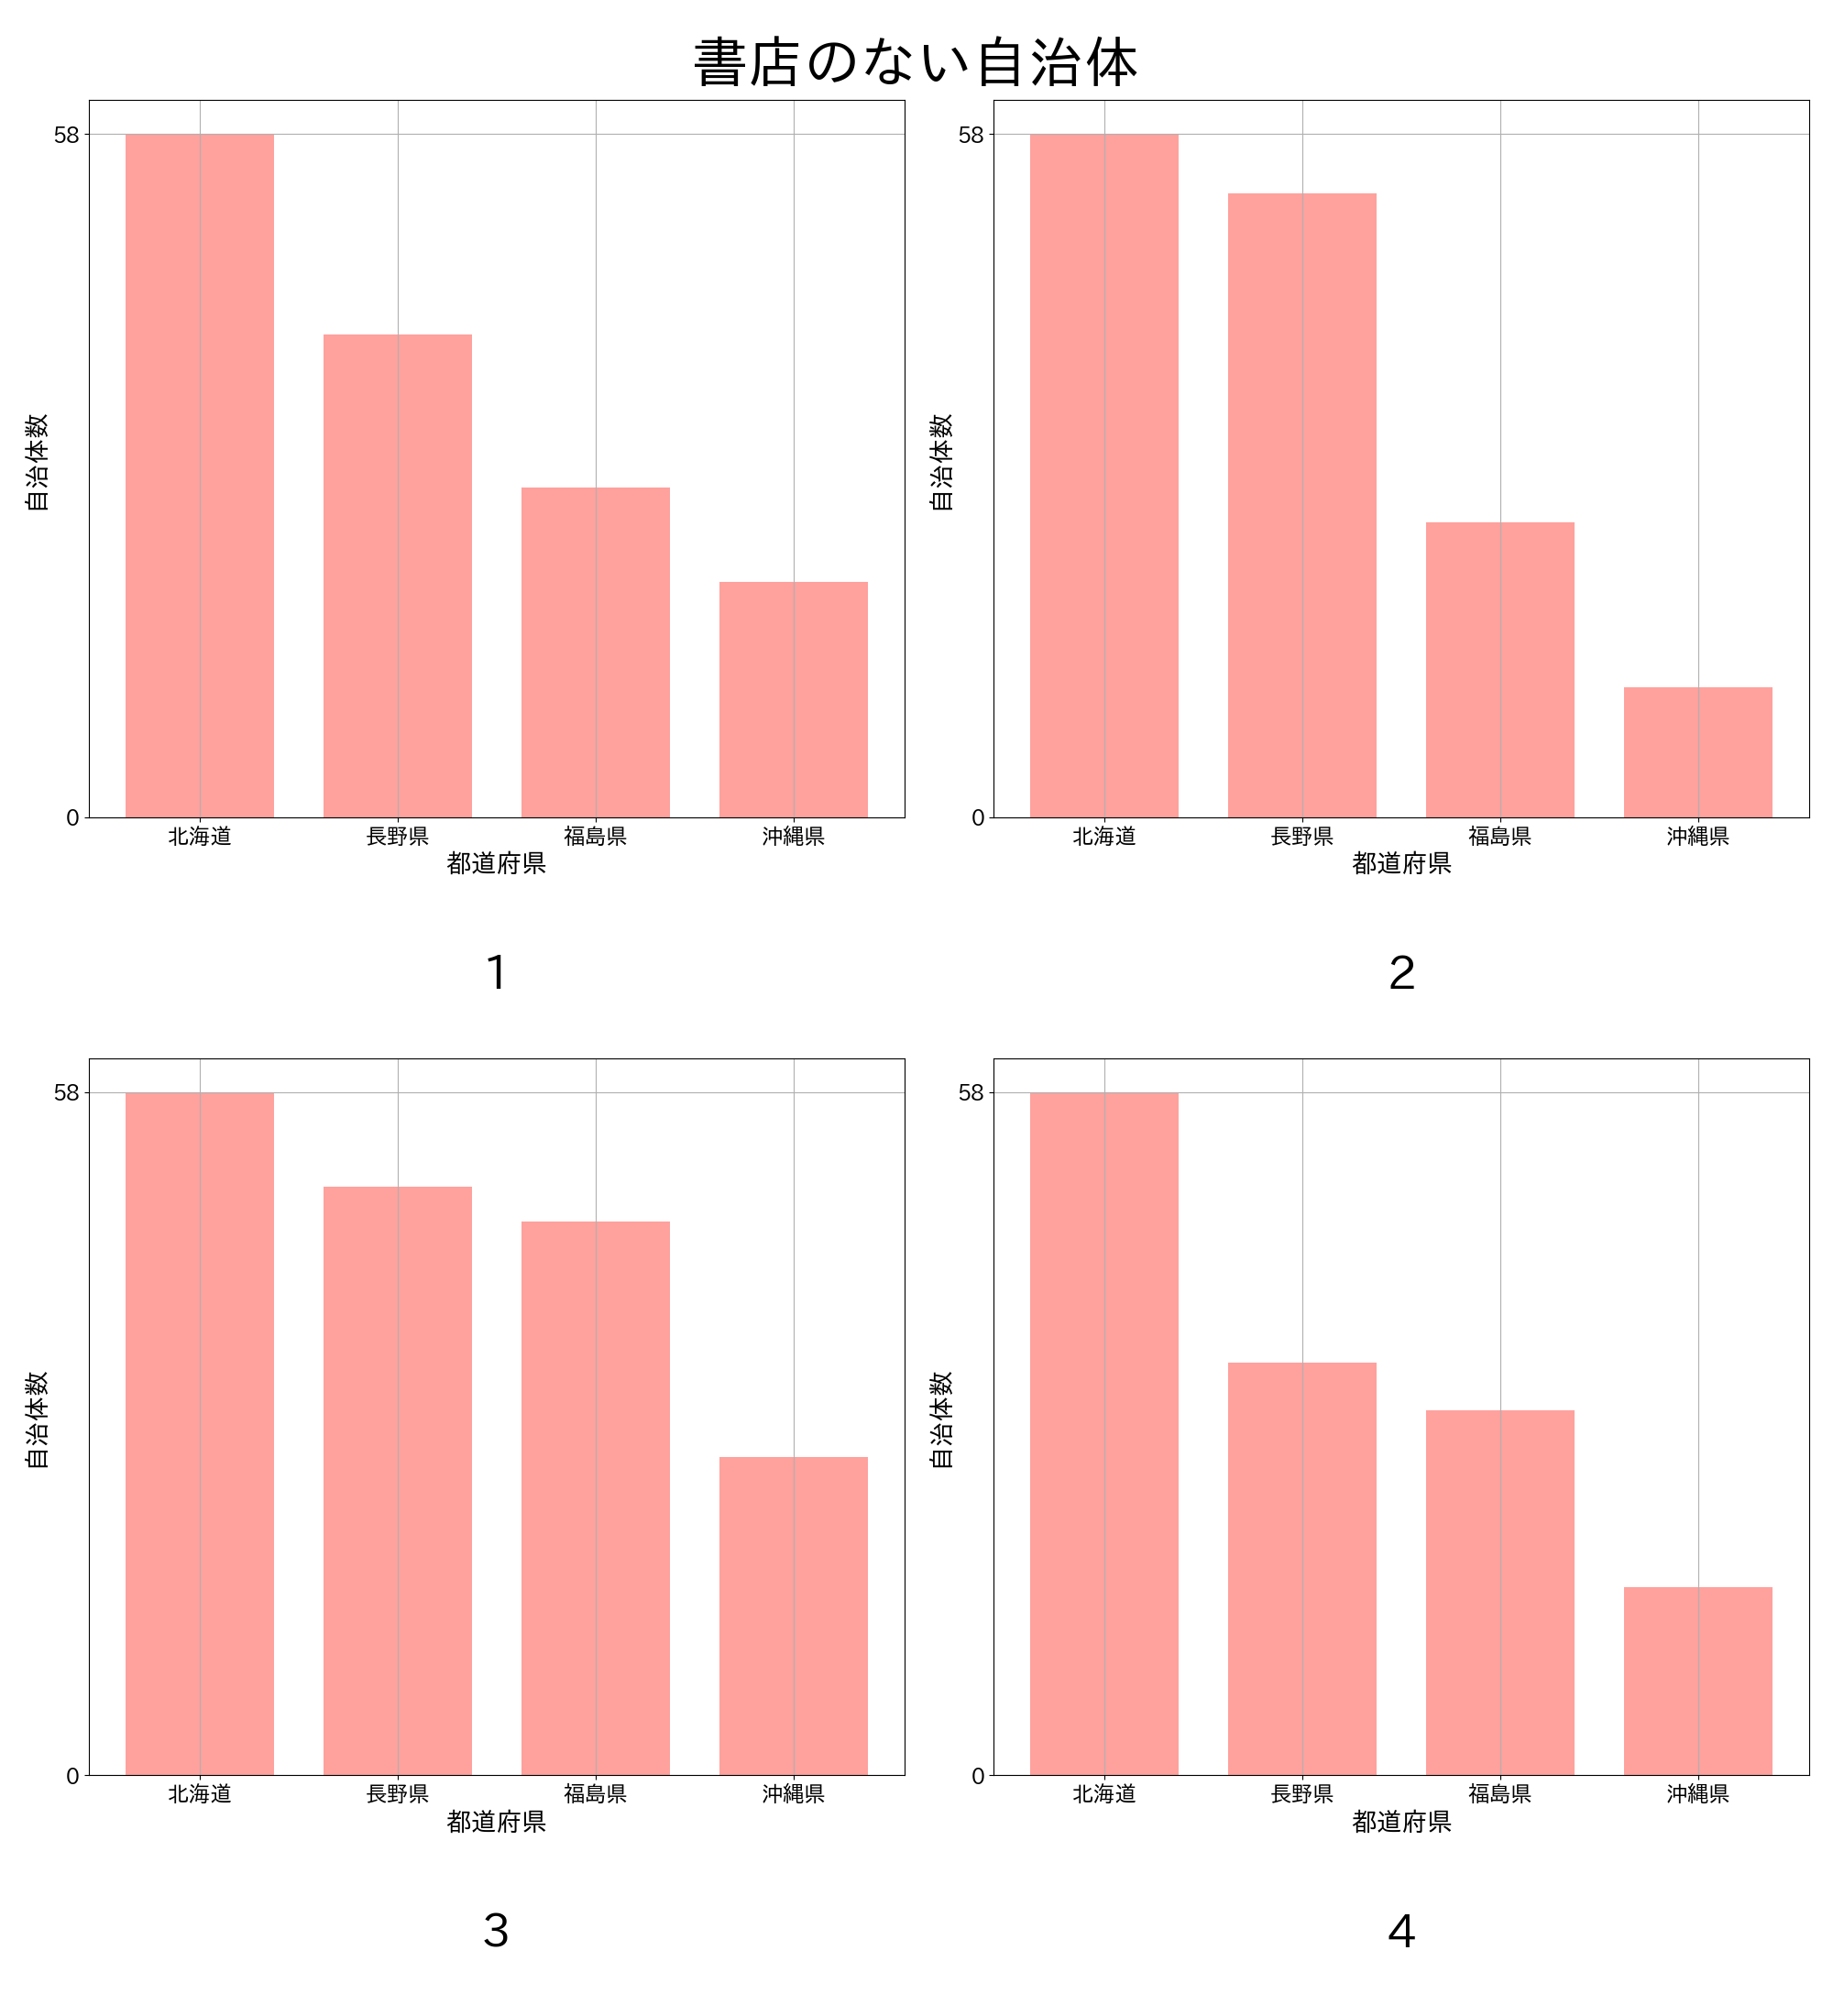 書店のない自治体
58
0
自治体数
北海道 長野県 福島県 沖縄県
都道府県
1
58
0
自治体数
北海道 長野県 福島県 沖縄県
都道府県
2
58
0
自治体数
北海道 長野県 福島県 沖縄県
都道府県
3
58
0
自治体数
北海道 長野県 福島県 沖縄県
都道府県
4